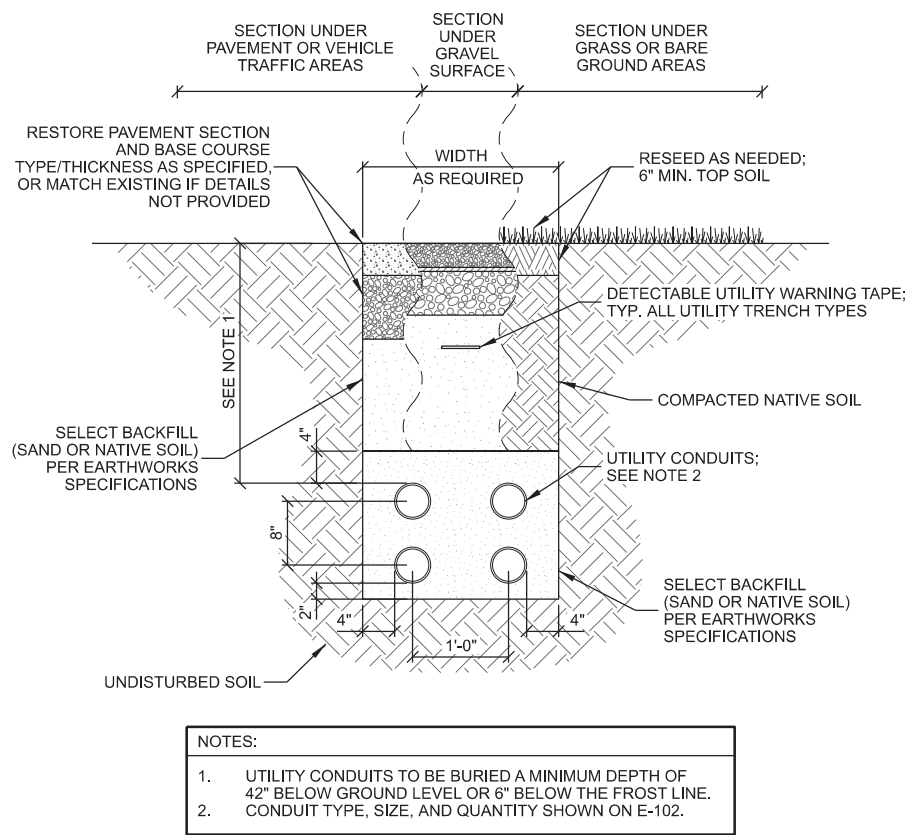 SECTION UNDER
PAVEMENT OR VEHICLE
TRAFFIC AREAS
SECTION
UNDER
GRAVEL
SURFACE
SECTION UNDER
GRASS OR BARE
GROUND AREAS
RESTORE PAVEMENT SECTION
AND BASE COURSE
TYPE/THICKNESS AS SPECIFIED,
OR MATCH EXISTING IF DETAILS
NOT PROVIDED
WIDTH
AS REQUIRED
RESEED AS NEEDED;
6" MIN. TOP SOIL
DETECTABLE UTILITY WARNING TAPE;
TYP. ALL UTILITY TRENCH TYPES
SEE NOTE 1
COMPACTED NATIVE SOIL
SELECT BACKFILL
(SAND OR NATIVE SOIL)
PER EARTHWORKS
SPECIFICATIONS
4"
UTILITY CONDUITS;
SEE NOTE 2
8"
2"
4"
1'-0"
4"
SELECT BACKFILL
(SAND OR NATIVE SOIL)
PER EARTHWORKS
SPECIFICATIONS
UNDISTURBED SOIL
NOTES:
1. UTILITY CONDUITS TO BE BURIED A MINIMUM DEPTH OF
42" BELOW GROUND LEVEL OR 6" BELOW THE FROST LINE.
2. CONDUIT TYPE, SIZE, AND QUANTITY SHOWN ON E-102.